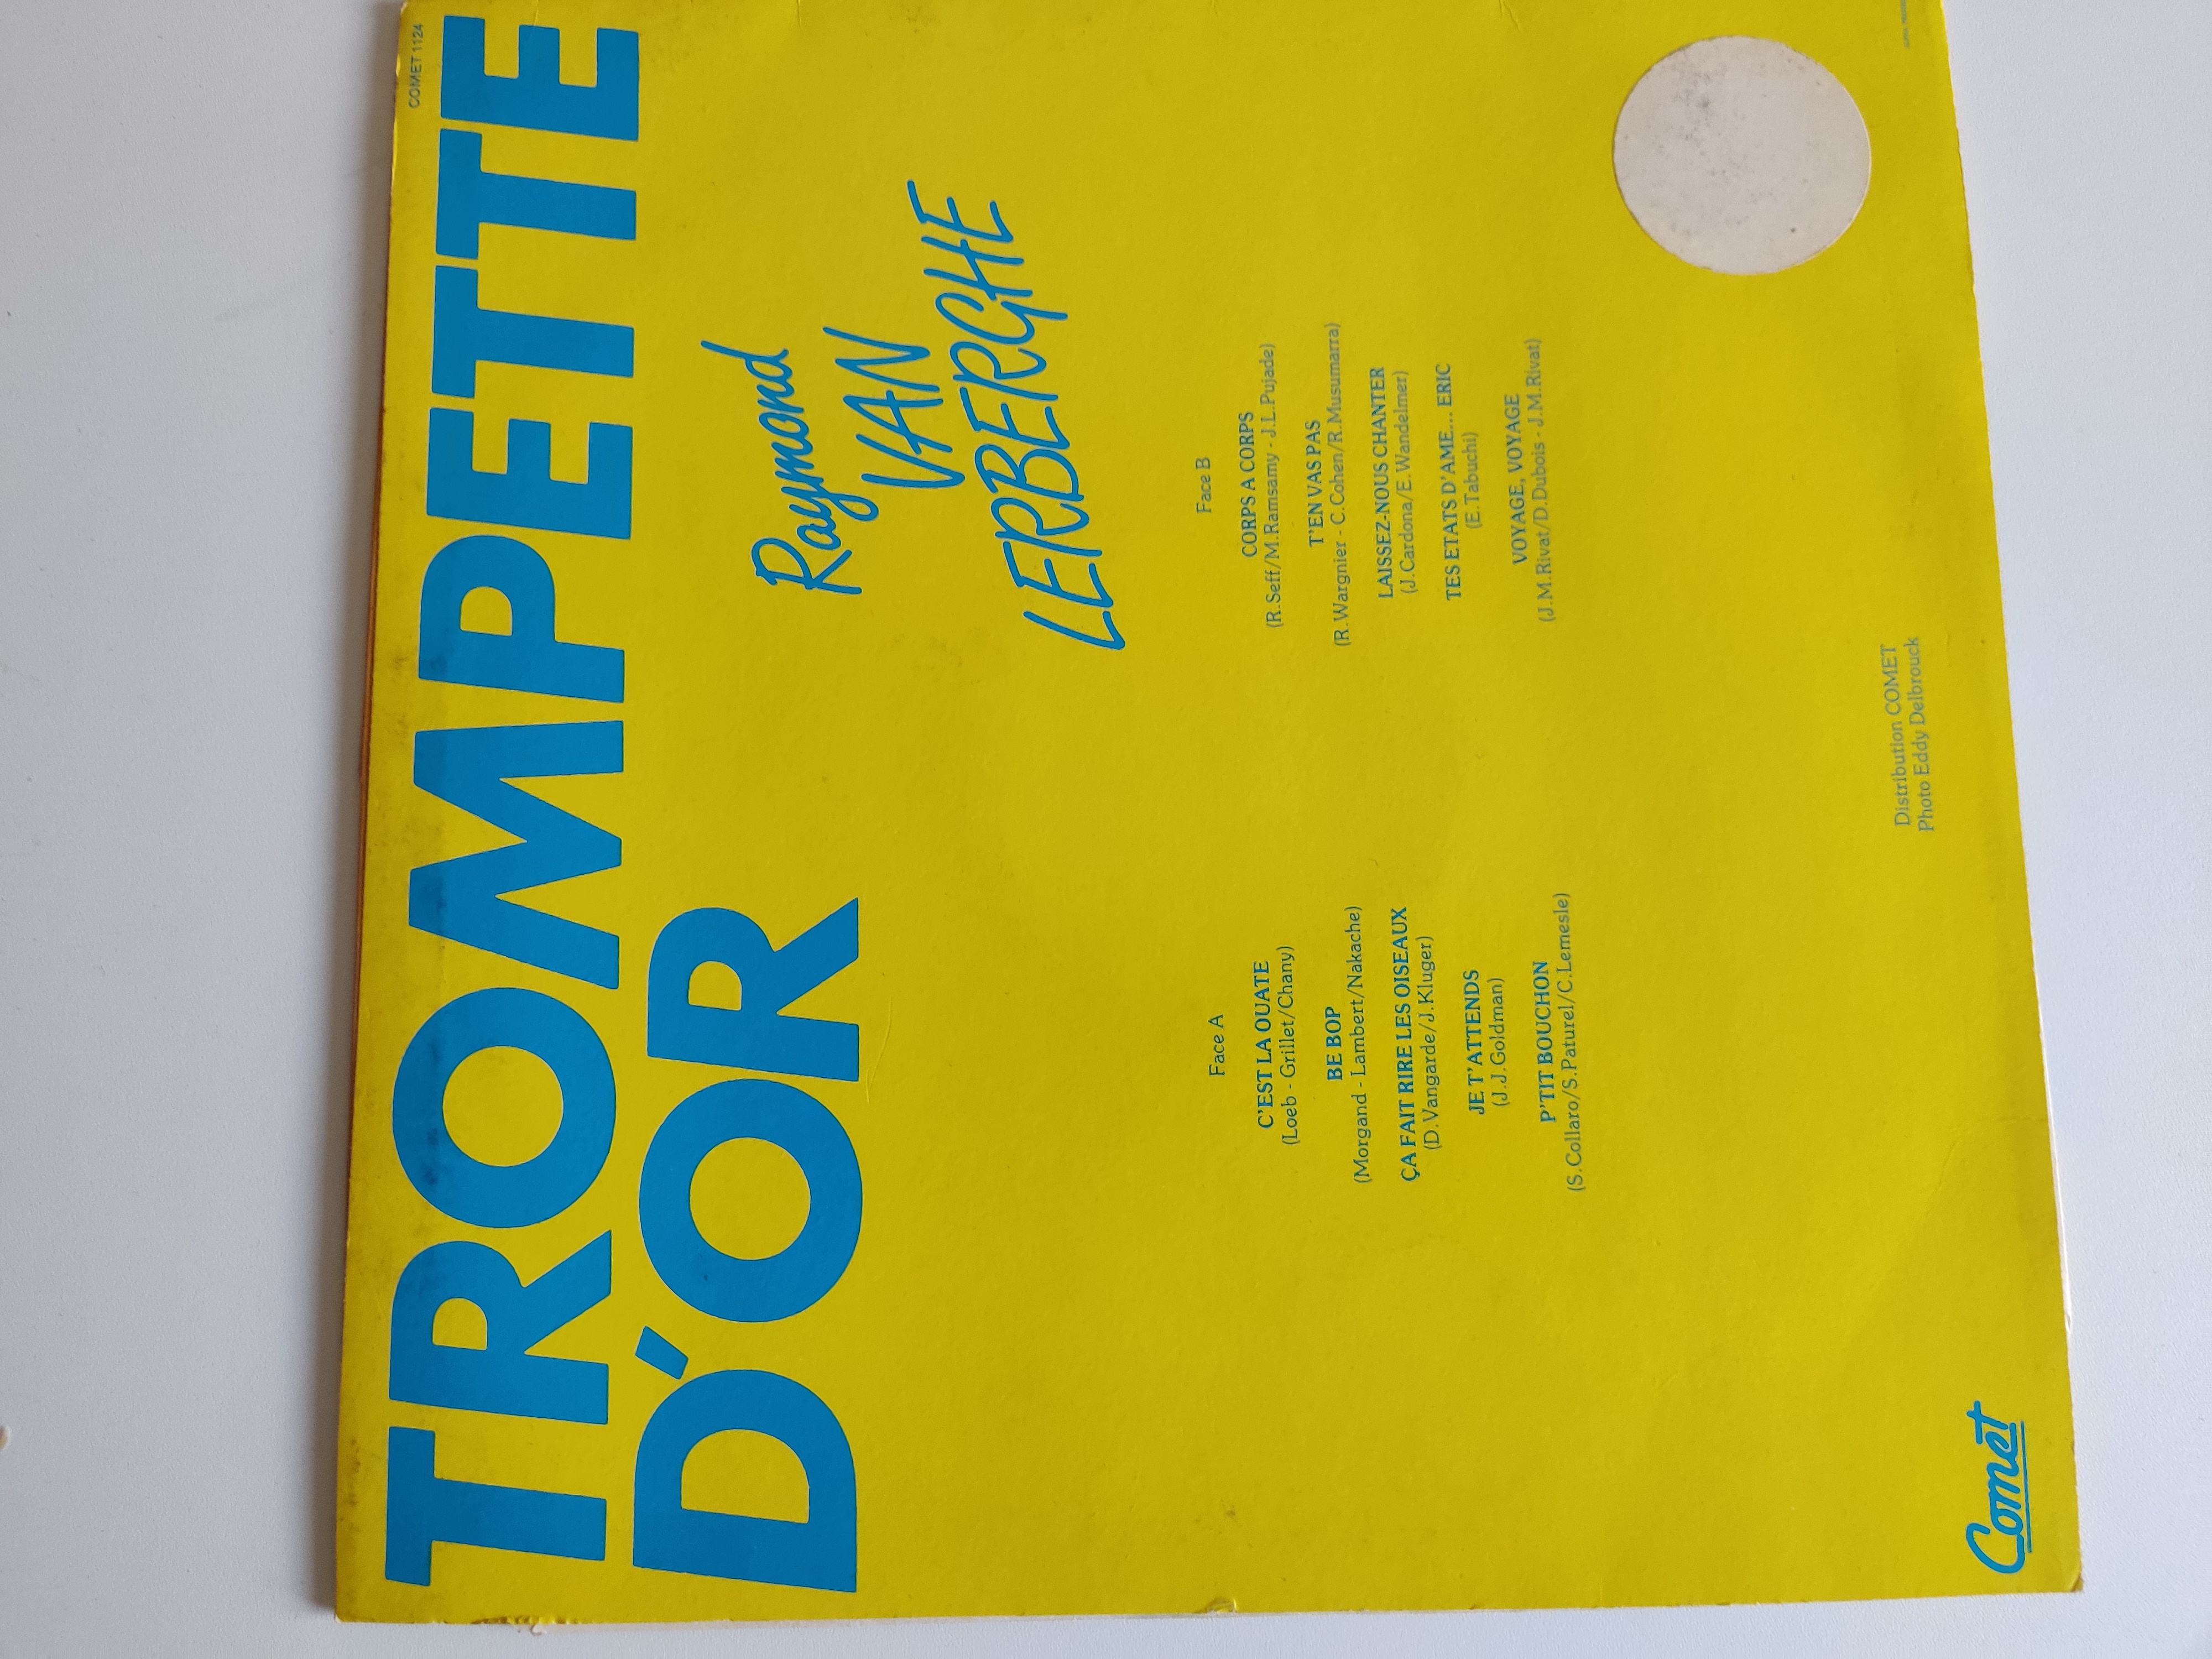 COMET 1124
TROMPETTE
D'OR
Raymond
VAN
LERBERGHE
Face A
C'EST LA OUATE
(Loeb - Grillet/Chany)
BE BOP
(Morgand - Lambert/Nakache)
ÇA FAIT RIRE LES OISEAUX
(D.Vangarde/J.Kluger)
JE T'ATTENDS
(J.J.Goldman)
P'TIT BOUCHON
(S.Collaro/S.Paturel/C.Lemesle)
Face B
CORPS A CORPS
(R.Seff/M.Ramsamy - J.L.Pujade)
T'EN VAS PAS
(R.Wargnier - C.Cohen/R.Musumarra)
LAISSEZ-NOUS CHANTER
(J.Cardona/E.Wandelmer)
TES ETATS D'AME... ERIC
(E.Tabuchi)
VOYAGE, VOYAGE
(J.M.Rivat/D.Dubois - J.M.Rivat)
Distribution COMET
Photo Eddy Delbrouck
Comet